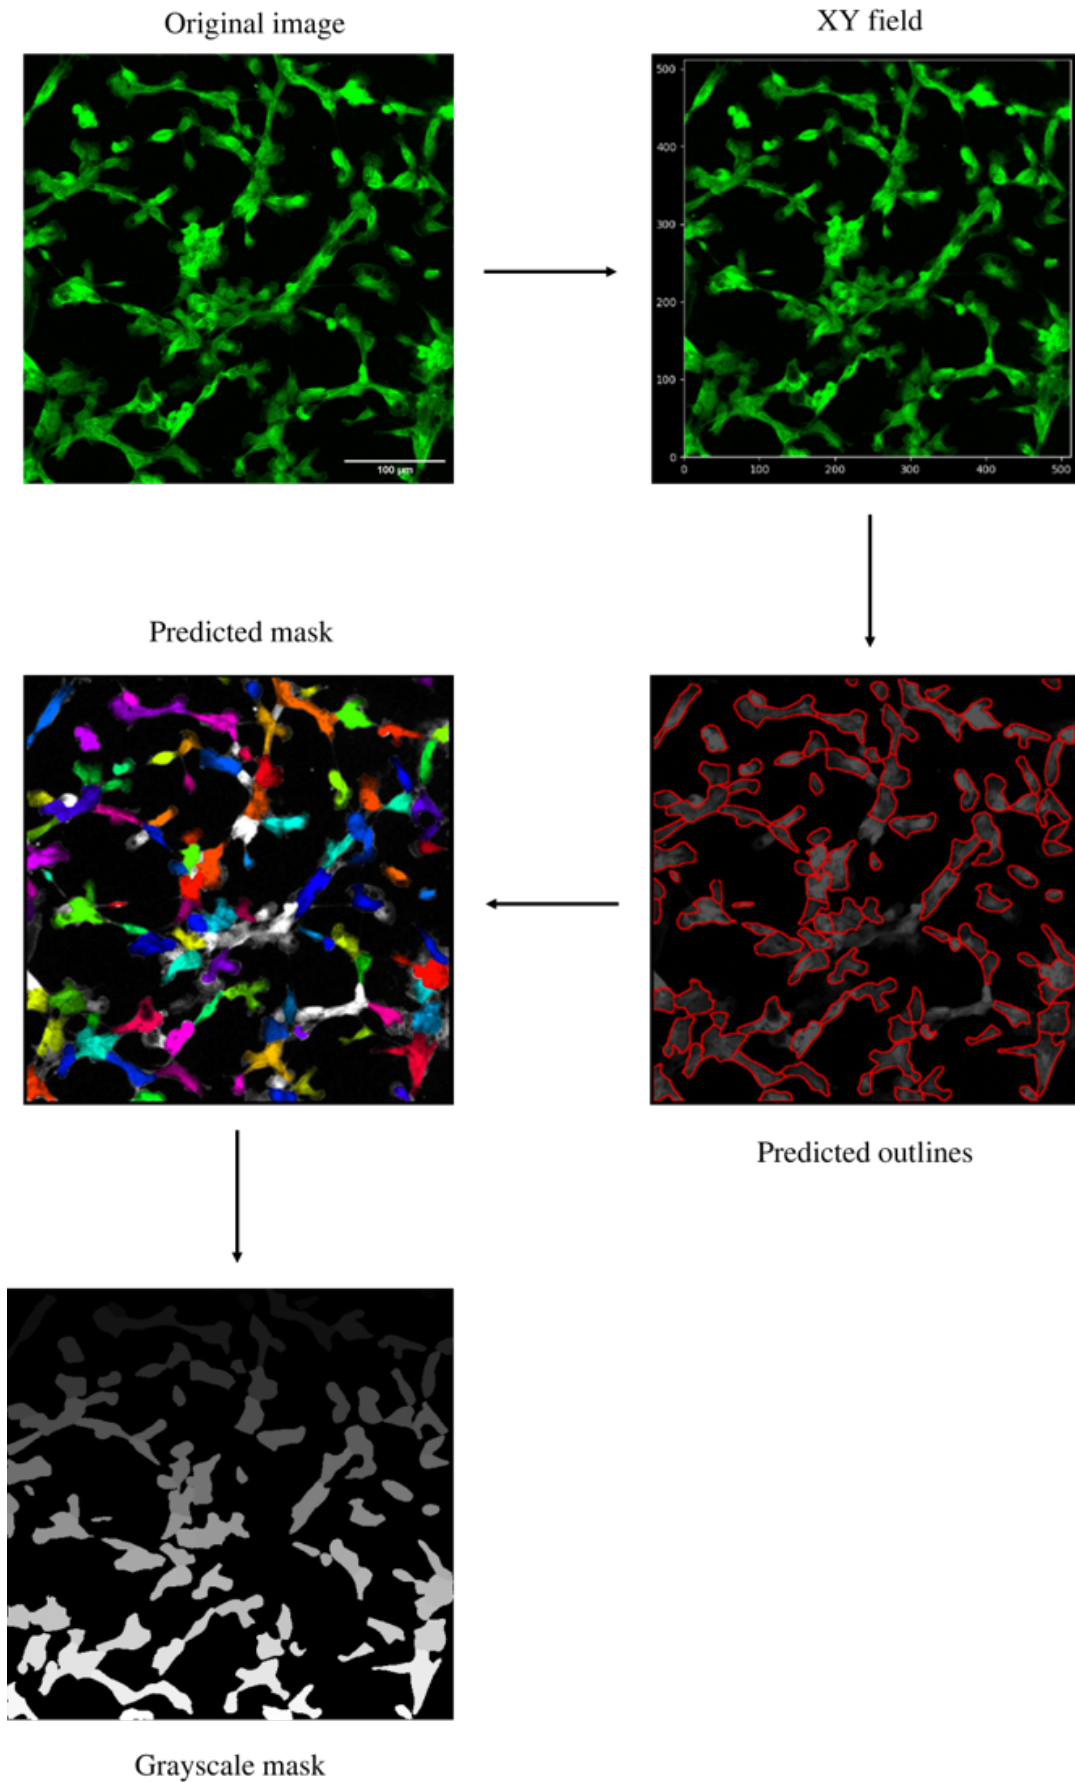 Original image
XY field
500
400
300
200
100
0
0 100 200 300 400 500
100 µm
Predicted mask
Predicted outlines
Grayscale mask